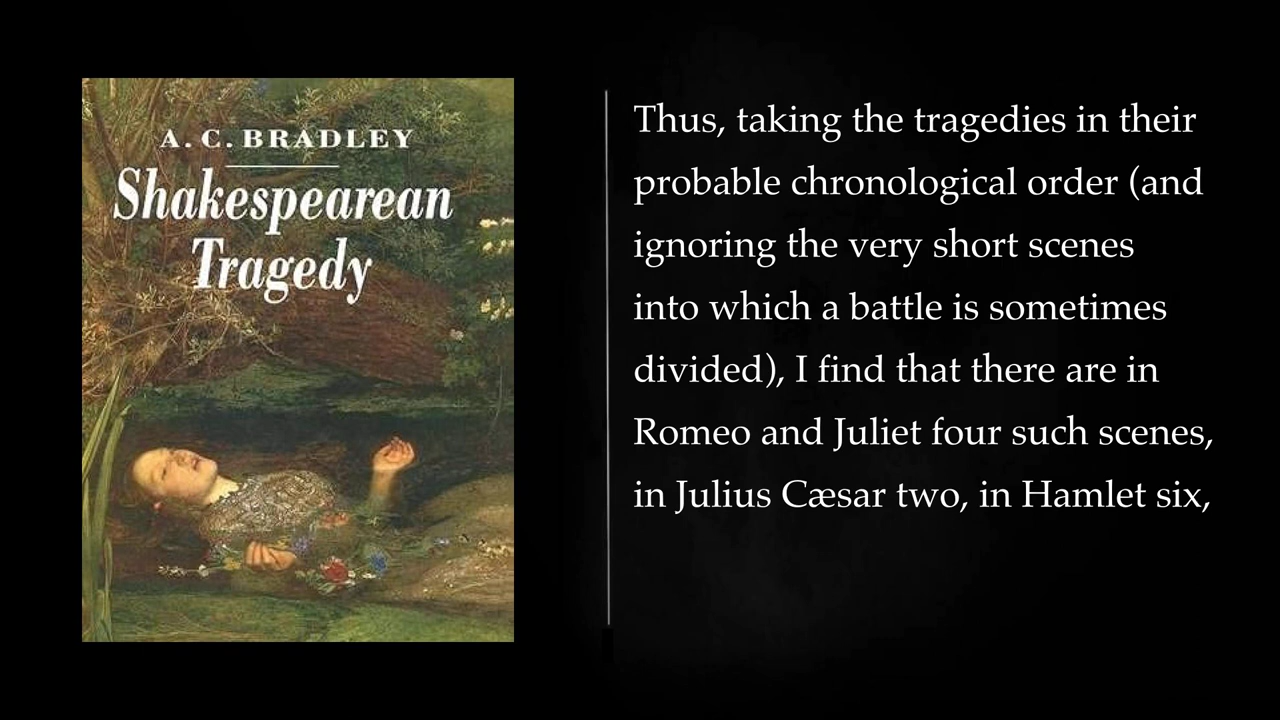 A. C. BRADLEY
Shakespearean
Tragedy
Thus, taking the tragedies in their
probable chronological order (and
ignoring the very short scenes
into which a battle is sometimes
divided), I find that there are in
Romeo and Juliet four such scenes,
in Julius Cæsar two, in Hamlet six,